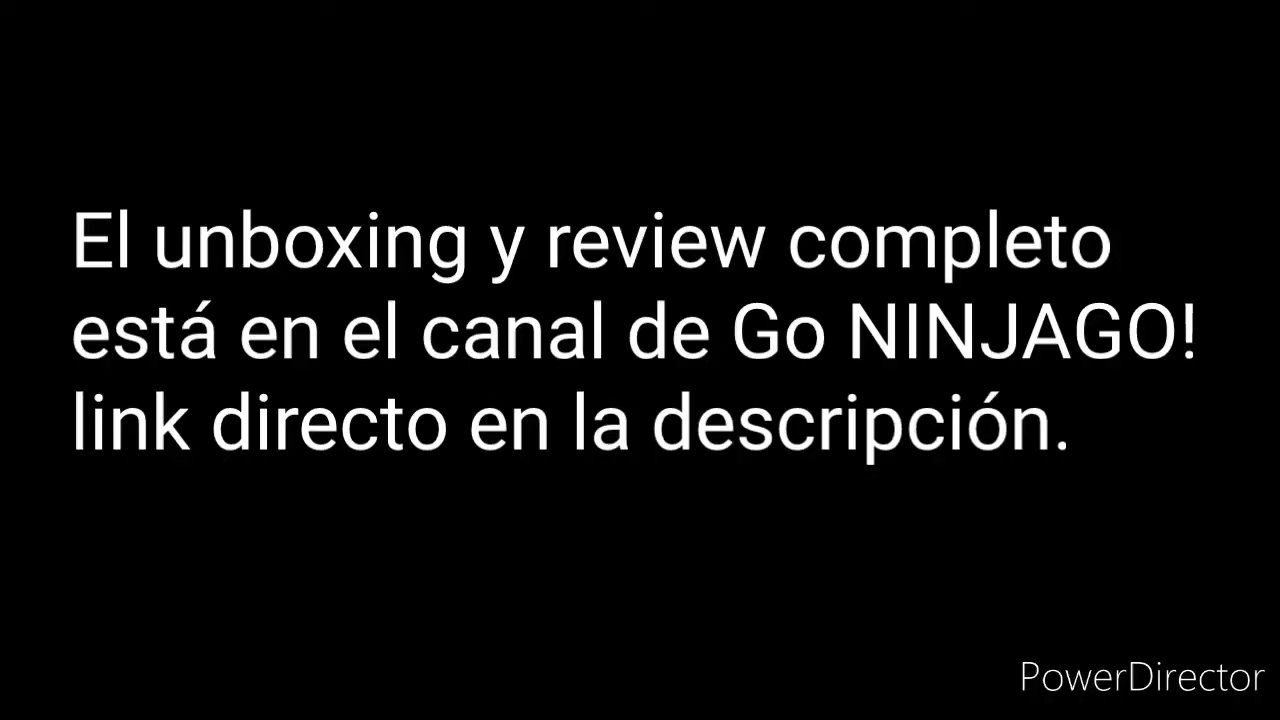 El unboxing y review completo
está en el canal de Go NINJAGO!
link directo en la descripción.
PowerDirector